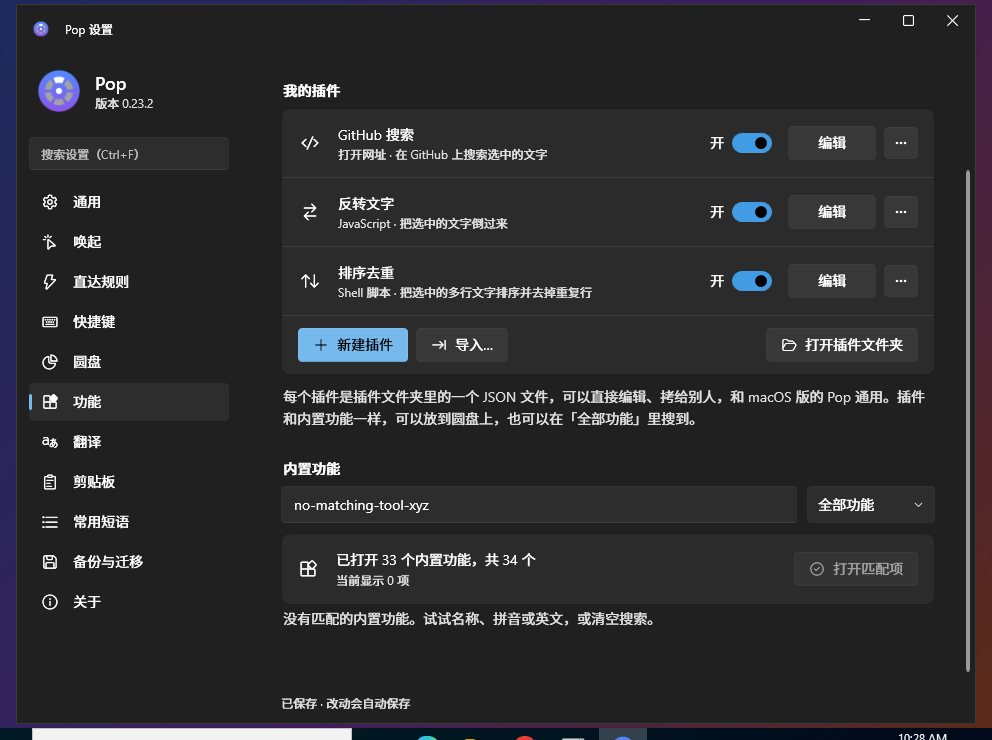 Pop 设置
Pop
版本 0.23.2
搜索设置（Ctrl+F）
通用
唤起
直达规则
快捷键
圆盘
功能
翻译
剪贴板
常用短语
备份与迁移
关于
我的插件
GitHub 搜索
打开网址 · 在 GitHub 上搜索选中的文字
开
编辑
...
反转文字
JavaScript · 把选中的文字倒过来
开
编辑
...
排序去重
Shell 脚本 · 把选中的多行文字排序并去掉重复行
开
编辑
...
新建插件
导入...
打开插件文件夹
每个插件是插件文件夹里的一个 JSON 文件，可以直接编辑、拷给别人，和 macOS 版的 Pop 通用。插件
和内置功能一样，可以放到圆盘上，也可以在「全部功能」里搜到。
内置功能
no-matching-tool-xyz
全部功能
已打开 33 个内置功能，共 34 个
当前显示 0 项
打开匹配项
没有匹配的内置功能。试试名称、拼音或英文，或清空搜索。
已保存 · 改动会自动保存
10:28 AM